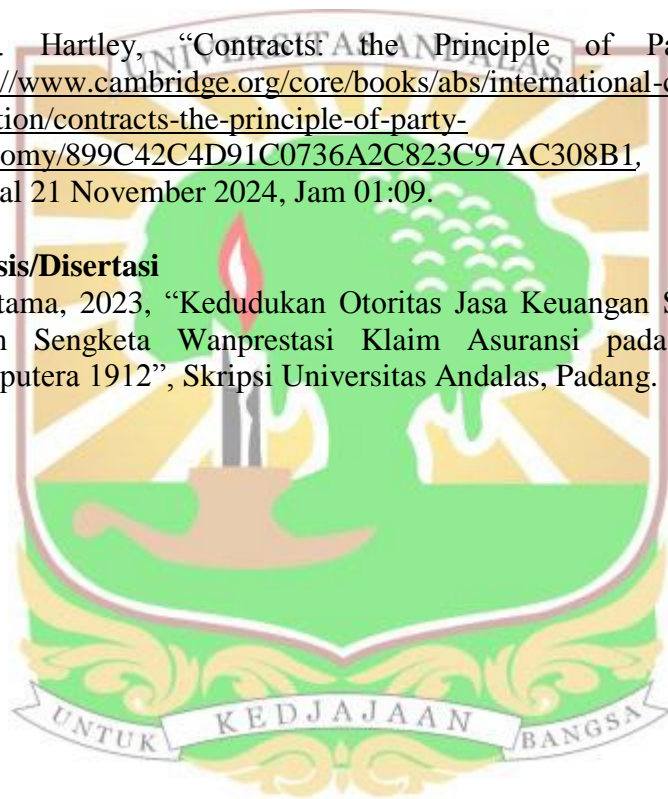 UNIVERSITAS ANDALAS
. Hartley, “Contracts: the Principle of Pa
://www.cambridge.org/core/books/abs/international-c
tion/contracts-the-principle-of-party-
omy/899C42C4D91C0736A2C823C97AC308B1,
al 21 November 2024, Jam 01:09.
sis/Disertasi
tama, 2023, “Kedudukan Otoritas Jasa Keuangan S
n Sengketa Wanprestasi Klaim Asuransi pada
putera 1912”, Skripsi Universitas Andalas, Padang.
UNTUK KEDJAJAAN BANGSA